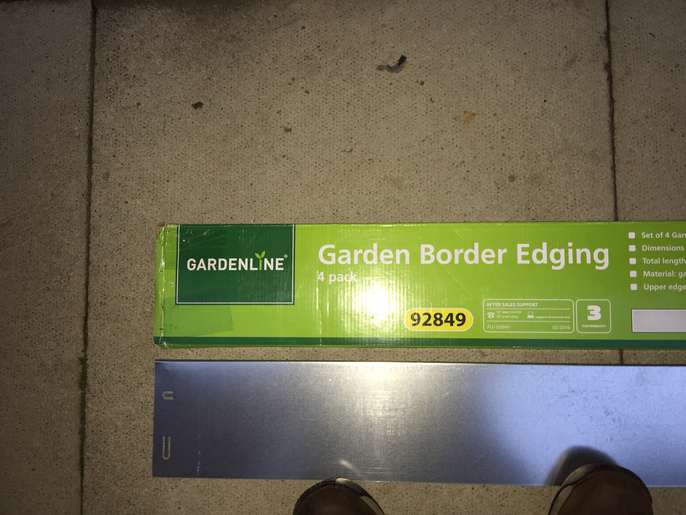 GARDENLINE
Garden Border Edging
4 pack
92849
AFTER SALES SUPPORT
3
Set of 4 Gar
Dimensions
Total length
Material: ga
Upper edge